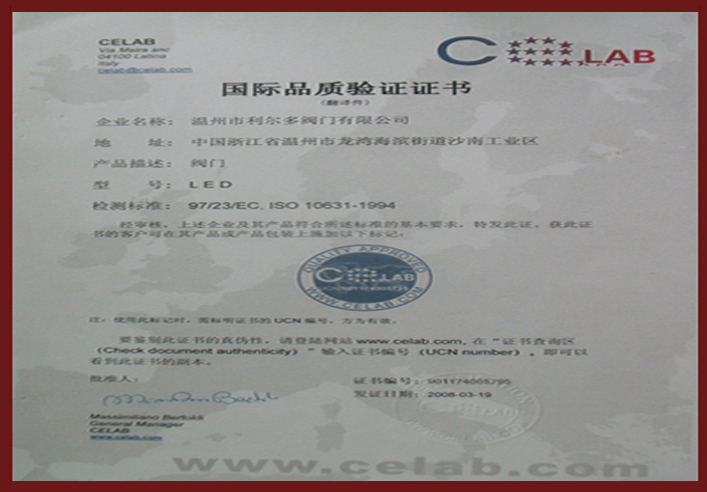 CELAB
Via Maira snc
04100 Latina
Italy
celab@celab.com
CELAB
国际品质验证证书
（翻译件）
企业名称： 温州市利尔多阀门有限公司
地 址： 中国浙江省温州市龙湾海滨街道沙南工业区
产品描述： 阀门
型 号： LED
检测标准： 97/23/EC, ISO 10631-1994
经审核，上述企业及其产品符合所述标准的基本要求，特发此证。获此证
书的客户可在其产品或产品包装上施加以下标记：
QUALITY APPROVED
CELAB
WWW.CELAB.COM
注：使用此标记时，需标明证书的 UCN 编号，方为有效。
要鉴别此证书的真伪性，请登陆网站 www.celab.com, 在“证书查询区
（Check document authenticity）”输入证书编号（UCN number），即可以
看到此证书的副本。
批准人：
证书编号：901174005795
发证日期：2008-03-19
Massimiliano Bertoldi
General Manager
CELAB
www.celab.com
www.celab.com